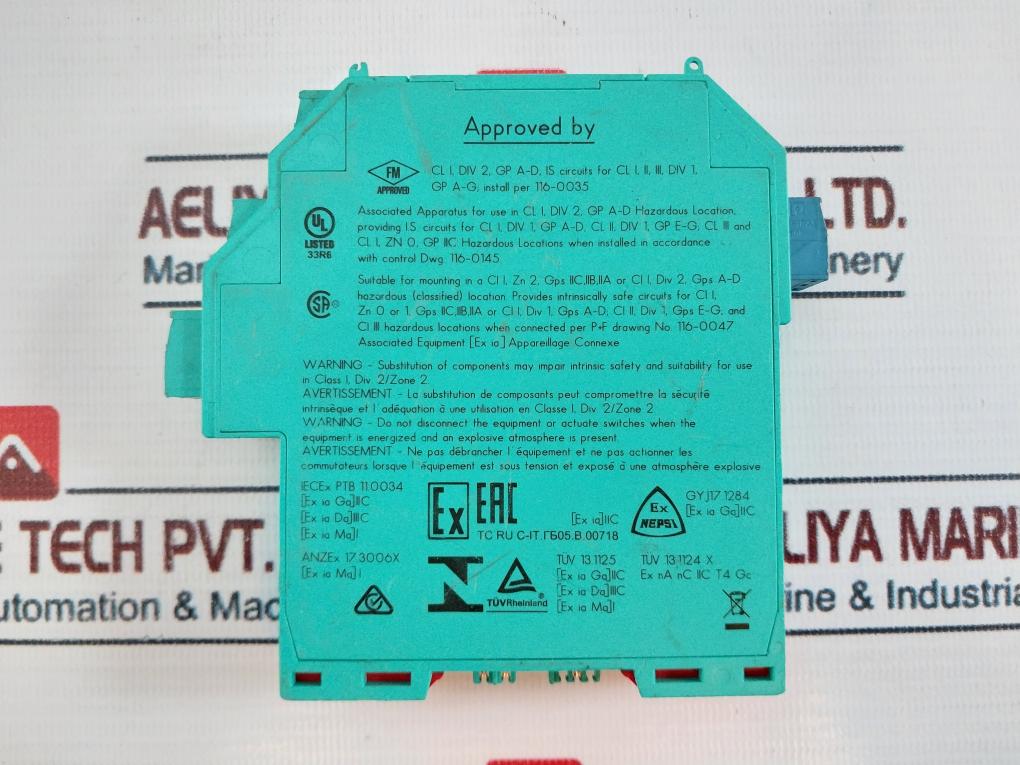 Approved by
FM
APPROVED
CL I, DIV 2, GP A-D, IS circuits for CL I, II, III, DIV 1,
GP A-G, install per 116-0035
UL
LISTED
33R6
Associated Apparatus for use in CL I, DIV 2, GP A-D Hazardous Location,
providing I.S. circuits for CL I, DIV 1, GP A-D, CL II, DIV 1, GP E-G, CL III and
CL I, ZN 0, GP IIC Hazardous Locations when installed in accordance
with control Dwg. 116-0145
SA
Suitable for mounting in a Cl I, Zn 2, Gps IIC,IIB,IIA or Cl I, Div 2, Gps A-D
hazardous (classified) location. Provides intrinsically safe circuits for Cl I,
Zn 0 or 1, Gps IIC,IIB,IIA or Cl I, Div 1, Gps A-D, Cl II, Div 1, Gps E-G, and
Cl III hazardous locations when connected per P+F drawing No. 116-0047
Associated Equipment [Ex ia] Appareillage Connexe
WARNING - Substitution of components may impair intrinsic safety and suitability for use
in Class I, Div 2/Zone 2.
AVERTISSEMENT - La substitution de composants peut compromettre la sécurité
intrinsèque et l'adéquation à une utilisation en Classe I, Div 2/Zone 2
WARNING - Do not disconnect the equipment or actuate switches when the
equipment is energized and an explosive atmosphere is present.
AVERTISSEMENT - Ne pas débrancher l'équipement et ne pas actionner les
commutateurs lorsque l'équipement est sous tension et exposé à une atmosphère explosive
IECEx PTB 11.0034
[Ex ia Ga]IIC
[Ex ia Da]IIIC
[Ex ia Ma]I
Ex
EAC
[Ex ia]IIC
TC RU C-IT.ГБ05.B.00718
Ex
NEPSI
GYJ17.1284
[Ex ia Ga]IIC
ANZEx 17.3006X
[Ex ia Ma] I
TÜVRheinland
TÜV 13.1125
[Ex ia Ga]IIC
[Ex ia Da]IIIC
[Ex ia Ma]I
TÜV 13.1124 X
Ex nA nC IIC T4 Gc
LTD.
nery
E TECH PVT.
utomation & Mac
LIYA MARI
ine & Industria